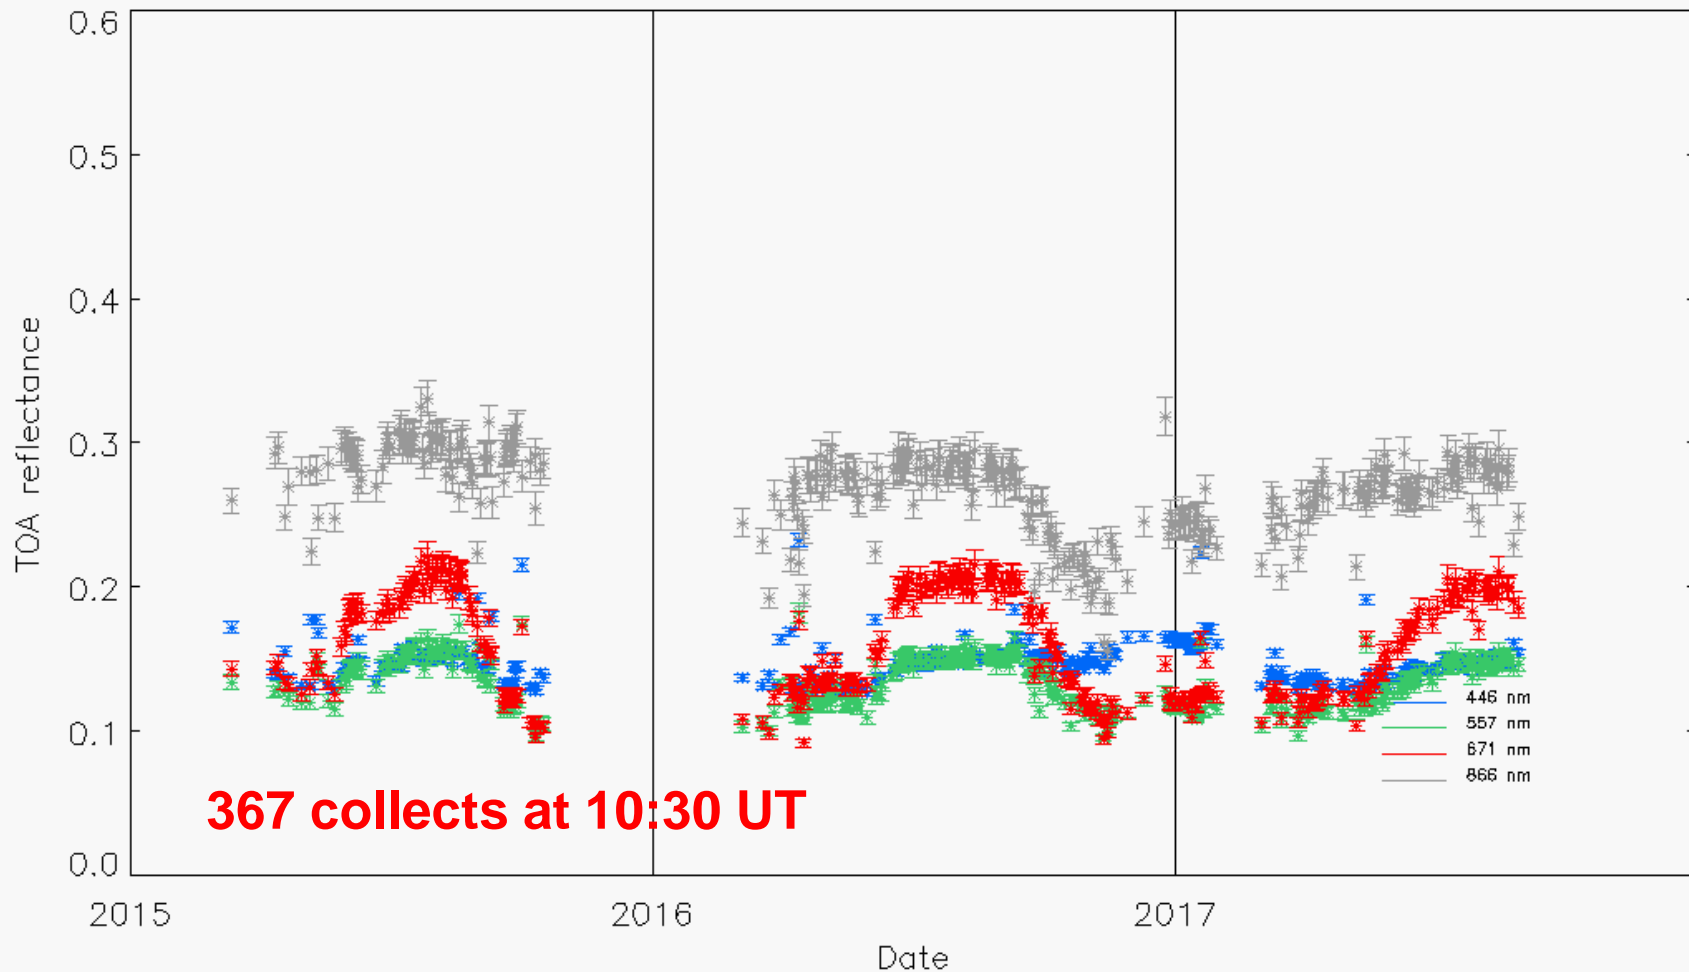 0.6
0.5
0.4
0.3
0.2
0.1
0.0
TOA reflectance
446 nm
557 nm
671 nm
866 nm
367 collects at 10:30 UT
2015
2016
2017
Date